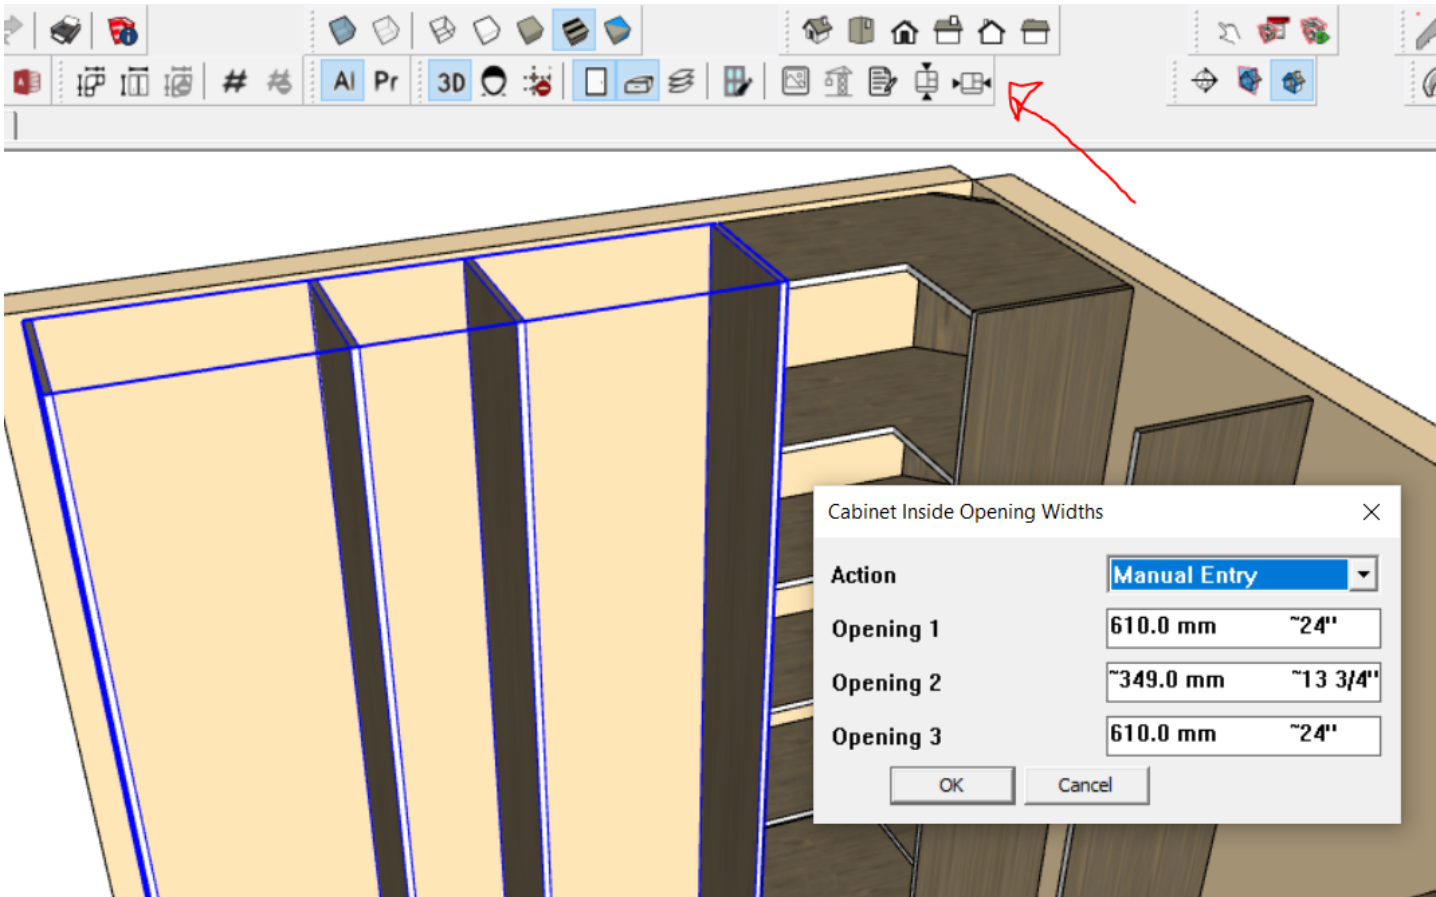 # #
AI Pr 3D
Cabinet Inside Opening Widths
Action Manual Entry
Opening 1 610.0 mm ~24"
Opening 2 ~349.0 mm ~13 3/4"
Opening 3 610.0 mm ~24"
OK Cancel